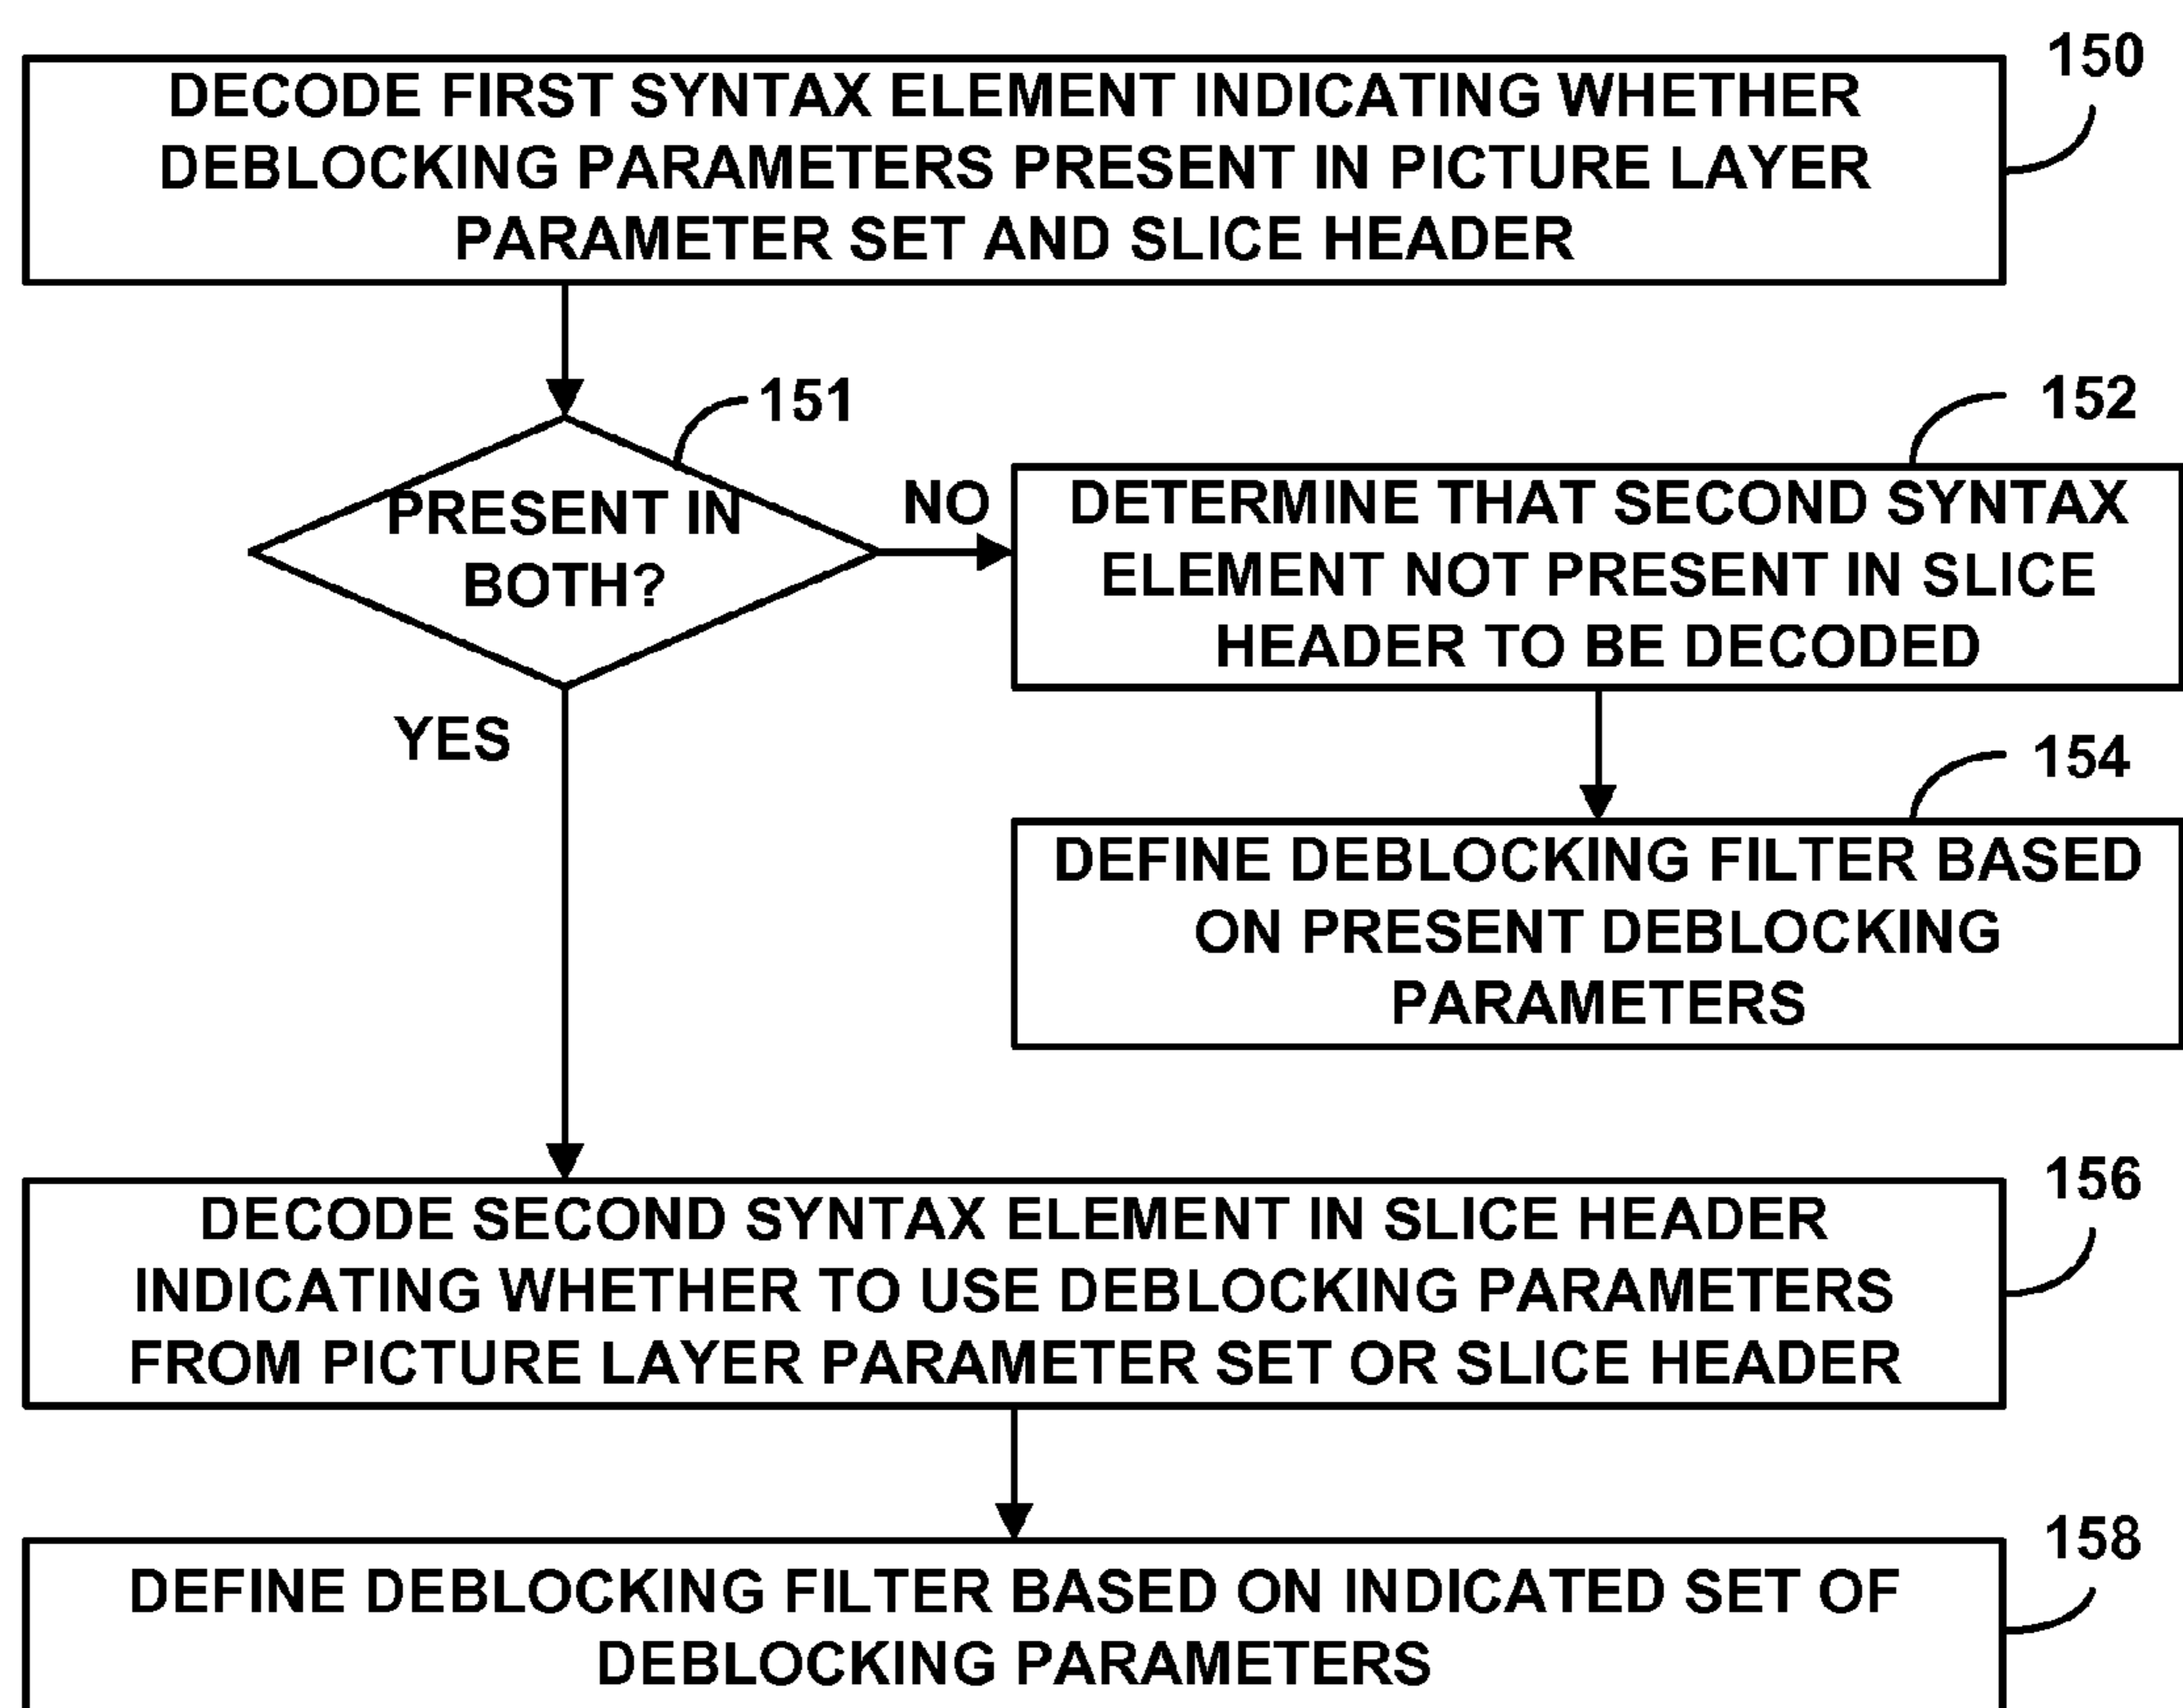 150
DECODE FIRST SYNTAX ELEMENT INDICATING WHETHER
DEBLOCKING PARAMETERS PRESENT IN PICTURE LAYER
PARAMETER SET AND SLICE HEADER
151
PRESENT IN
BOTH?
NO
YES
152
DETERMINE THAT SECOND SYNTAX
ELEMENT NOT PRESENT IN SLICE
HEADER TO BE DECODED
154
DEFINE DEBLOCKING FILTER BASED
ON PRESENT DEBLOCKING
PARAMETERS
156
DECODE SECOND SYNTAX ELEMENT IN SLICE HEADER
INDICATING WHETHER TO USE DEBLOCKING PARAMETERS
FROM PICTURE LAYER PARAMETER SET OR SLICE HEADER
158
DEFINE DEBLOCKING FILTER BASED ON INDICATED SET OF
DEBLOCKING PARAMETERS